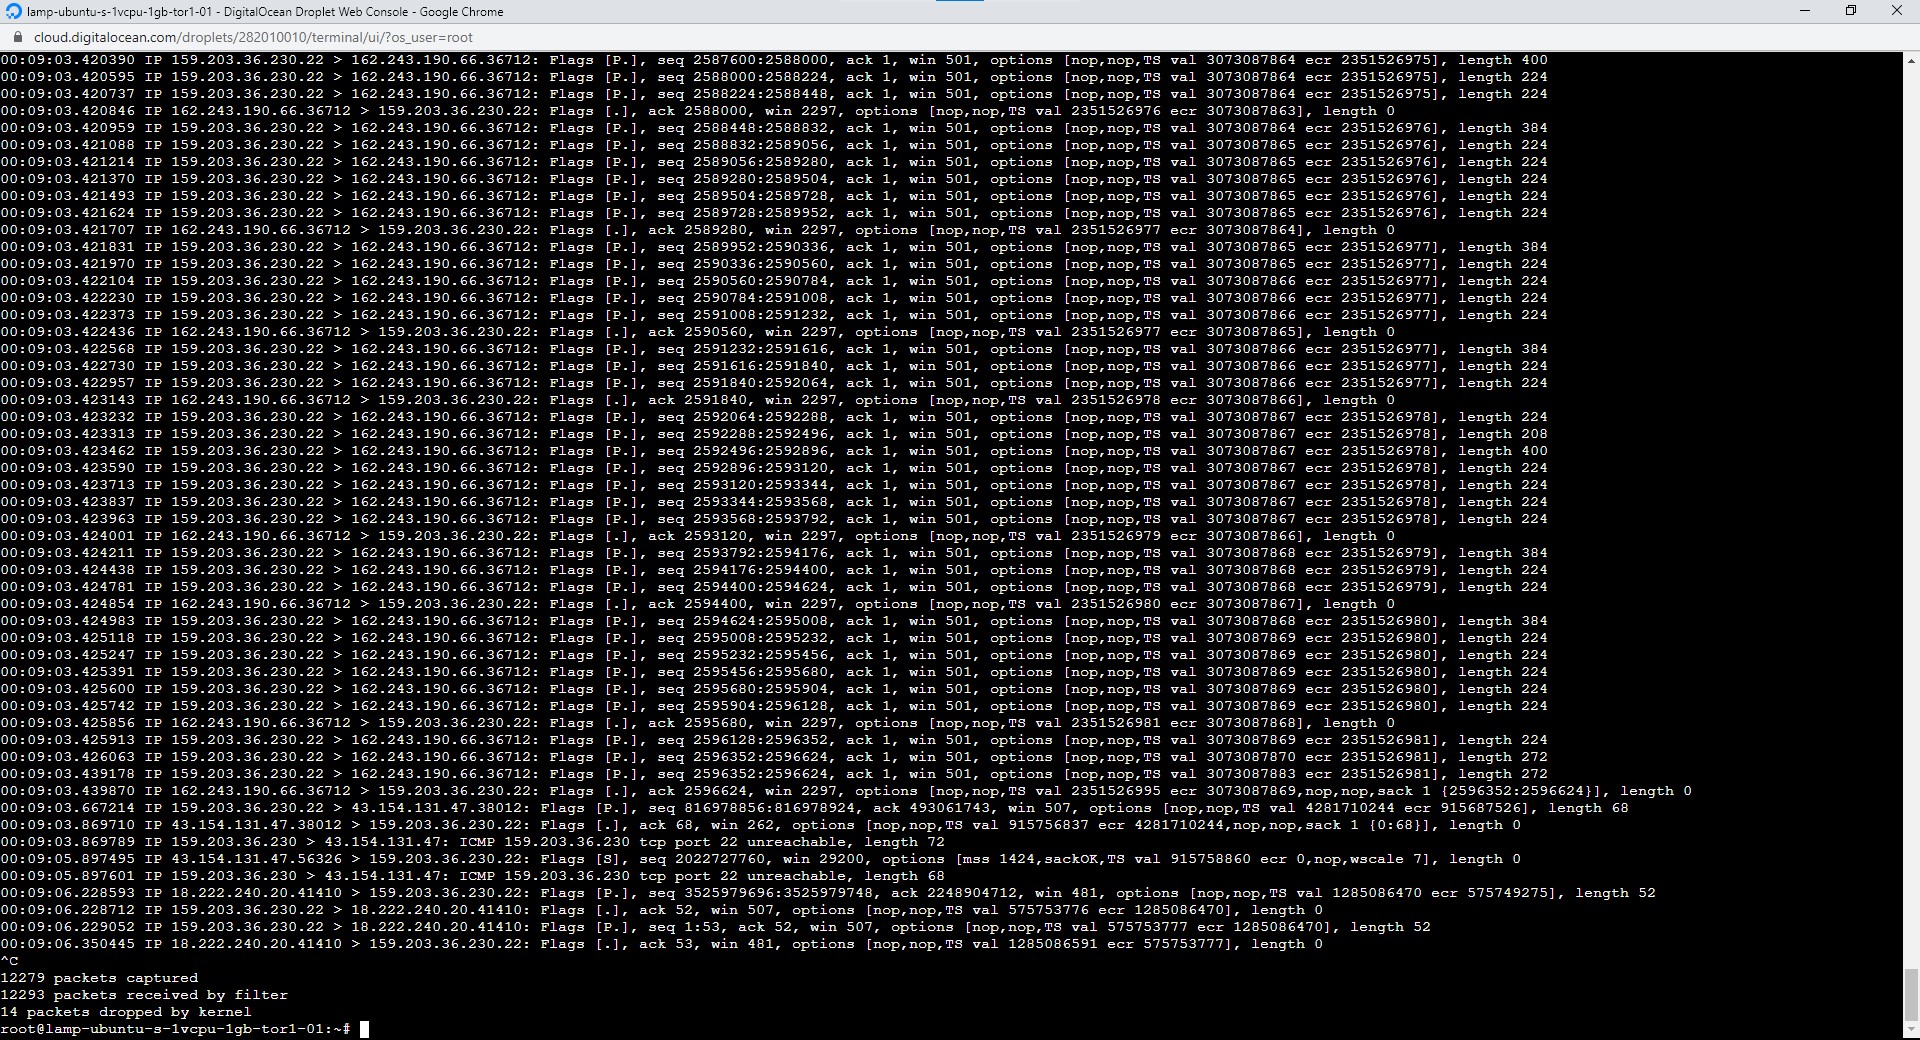 lamp-ubuntu-s-1vcpu-1gb-tor1-01 - DigitalOcean Droplet Web Console - Google Chrome
cloud.digitalocean.com/droplets/282010010/terminal/ui/?os_user=root
00:09:03.420390 IP 159.203.36.230.22 > 162.243.190.66.36712: Flags [P.], seq 2587600:2588000, ack 1, win 501, options [nop,nop,TS val 3073087864 ecr 2351526975], length 400
00:09:03.420595 IP 159.203.36.230.22 > 162.243.190.66.36712: Flags [P.], seq 2588000:2588224, ack 1, win 501, options [nop,nop,TS val 3073087864 ecr 2351526975], length 224
00:09:03.420737 IP 159.203.36.230.22 > 162.243.190.66.36712: Flags [P.], seq 2588224:2588448, ack 1, win 501, options [nop,nop,TS val 3073087864 ecr 2351526975], length 224
00:09:03.420846 IP 162.243.190.66.36712 > 159.203.36.230.22: Flags [.], ack 2588000, win 2297, options [nop,nop,TS val 2351526976 ecr 3073087863], length 0
00:09:03.420959 IP 159.203.36.230.22 > 162.243.190.66.36712: Flags [P.], seq 2588448:2588832, ack 1, win 501, options [nop,nop,TS val 3073087864 ecr 2351526976], length 384
00:09:03.421088 IP 159.203.36.230.22 > 162.243.190.66.36712: Flags [P.], seq 2588832:2589056, ack 1, win 501, options [nop,nop,TS val 3073087865 ecr 2351526976], length 224
00:09:03.421214 IP 159.203.36.230.22 > 162.243.190.66.36712: Flags [P.], seq 2589056:2589280, ack 1, win 501, options [nop,nop,TS val 3073087865 ecr 2351526976], length 224
00:09:03.421370 IP 159.203.36.230.22 > 162.243.190.66.36712: Flags [P.], seq 2589280:2589504, ack 1, win 501, options [nop,nop,TS val 3073087865 ecr 2351526976], length 224
00:09:03.421493 IP 159.203.36.230.22 > 162.243.190.66.36712: Flags [P.], seq 2589504:2589728, ack 1, win 501, options [nop,nop,TS val 3073087865 ecr 2351526976], length 224
00:09:03.421624 IP 159.203.36.230.22 > 162.243.190.66.36712: Flags [P.], seq 2589728:2589952, ack 1, win 501, options [nop,nop,TS val 3073087865 ecr 2351526976], length 224
00:09:03.421707 IP 162.243.190.66.36712 > 159.203.36.230.22: Flags [.], ack 2589280, win 2297, options [nop,nop,TS val 2351526977 ecr 3073087864], length 0
00:09:03.421831 IP 159.203.36.230.22 > 162.243.190.66.36712: Flags [P.], seq 2589952:2590336, ack 1, win 501, options [nop,nop,TS val 3073087865 ecr 2351526977], length 384
00:09:03.421970 IP 159.203.36.230.22 > 162.243.190.66.36712: Flags [P.], seq 2590336:2590560, ack 1, win 501, options [nop,nop,TS val 3073087865 ecr 2351526977], length 224
00:09:03.422104 IP 159.203.36.230.22 > 162.243.190.66.36712: Flags [P.], seq 2590560:2590784, ack 1, win 501, options [nop,nop,TS val 3073087866 ecr 2351526977], length 224
00:09:03.422230 IP 159.203.36.230.22 > 162.243.190.66.36712: Flags [P.], seq 2590784:2591008, ack 1, win 501, options [nop,nop,TS val 3073087866 ecr 2351526977], length 224
00:09:03.422373 IP 159.203.36.230.22 > 162.243.190.66.36712: Flags [P.], seq 2591008:2591232, ack 1, win 501, options [nop,nop,TS val 3073087866 ecr 2351526977], length 224
00:09:03.422436 IP 162.243.190.66.36712 > 159.203.36.230.22: Flags [.], ack 2590560, win 2297, options [nop,nop,TS val 2351526977 ecr 3073087865], length 0
00:09:03.422568 IP 159.203.36.230.22 > 162.243.190.66.36712: Flags [P.], seq 2591232:2591616, ack 1, win 501, options [nop,nop,TS val 3073087866 ecr 2351526977], length 384
00:09:03.422730 IP 159.203.36.230.22 > 162.243.190.66.36712: Flags [P.], seq 2591616:2591840, ack 1, win 501, options [nop,nop,TS val 3073087866 ecr 2351526977], length 224
00:09:03.422957 IP 159.203.36.230.22 > 162.243.190.66.36712: Flags [P.], seq 2591840:2592064, ack 1, win 501, options [nop,nop,TS val 3073087866 ecr 2351526977], length 224
00:09:03.423143 IP 162.243.190.66.36712 > 159.203.36.230.22: Flags [.], ack 2591840, win 2297, options [nop,nop,TS val 2351526978 ecr 3073087866], length 0
00:09:03.423232 IP 159.203.36.230.22 > 162.243.190.66.36712: Flags [P.], seq 2592064:2592288, ack 1, win 501, options [nop,nop,TS val 3073087867 ecr 2351526978], length 224
00:09:03.423313 IP 159.203.36.230.22 > 162.243.190.66.36712: Flags [P.], seq 2592288:2592496, ack 1, win 501, options [nop,nop,TS val 3073087867 ecr 2351526978], length 208
00:09:03.423462 IP 159.203.36.230.22 > 162.243.190.66.36712: Flags [P.], seq 2592496:2592896, ack 1, win 501, options [nop,nop,TS val 3073087867 ecr 2351526978], length 400
00:09:03.423590 IP 159.203.36.230.22 > 162.243.190.66.36712: Flags [P.], seq 2592896:2593120, ack 1, win 501, options [nop,nop,TS val 3073087867 ecr 2351526978], length 224
00:09:03.423713 IP 159.203.36.230.22 > 162.243.190.66.36712: Flags [P.], seq 2593120:2593344, ack 1, win 501, options [nop,nop,TS val 3073087867 ecr 2351526978], length 224
00:09:03.423837 IP 159.203.36.230.22 > 162.243.190.66.36712: Flags [P.], seq 2593344:2593568, ack 1, win 501, options [nop,nop,TS val 3073087867 ecr 2351526978], length 224
00:09:03.423963 IP 159.203.36.230.22 > 162.243.190.66.36712: Flags [P.], seq 2593568:2593792, ack 1, win 501, options [nop,nop,TS val 3073087867 ecr 2351526978], length 224
00:09:03.424001 IP 162.243.190.66.36712 > 159.203.36.230.22: Flags [.], ack 2593120, win 2297, options [nop,nop,TS val 2351526979 ecr 3073087866], length 0
00:09:03.424211 IP 159.203.36.230.22 > 162.243.190.66.36712: Flags [P.], seq 2593792:2594176, ack 1, win 501, options [nop,nop,TS val 3073087868 ecr 2351526979], length 384
00:09:03.424438 IP 159.203.36.230.22 > 162.243.190.66.36712: Flags [P.], seq 2594176:2594400, ack 1, win 501, options [nop,nop,TS val 3073087868 ecr 2351526979], length 224
00:09:03.424781 IP 159.203.36.230.22 > 162.243.190.66.36712: Flags [P.], seq 2594400:2594624, ack 1, win 501, options [nop,nop,TS val 3073087868 ecr 2351526979], length 224
00:09:03.424854 IP 162.243.190.66.36712 > 159.203.36.230.22: Flags [.], ack 2594400, win 2297, options [nop,nop,TS val 2351526980 ecr 3073087867], length 0
00:09:03.424983 IP 159.203.36.230.22 > 162.243.190.66.36712: Flags [P.], seq 2594624:2595008, ack 1, win 501, options [nop,nop,TS val 3073087868 ecr 2351526980], length 384
00:09:03.425118 IP 159.203.36.230.22 > 162.243.190.66.36712: Flags [P.], seq 2595008:2595232, ack 1, win 501, options [nop,nop,TS val 3073087869 ecr 2351526980], length 224
00:09:03.425247 IP 159.203.36.230.22 > 162.243.190.66.36712: Flags [P.], seq 2595232:2595456, ack 1, win 501, options [nop,nop,TS val 3073087869 ecr 2351526980], length 224
00:09:03.425391 IP 159.203.36.230.22 > 162.243.190.66.36712: Flags [P.], seq 2595456:2595680, ack 1, win 501, options [nop,nop,TS val 3073087869 ecr 2351526980], length 224
00:09:03.425600 IP 159.203.36.230.22 > 162.243.190.66.36712: Flags [P.], seq 2595680:2595904, ack 1, win 501, options [nop,nop,TS val 3073087869 ecr 2351526980], length 224
00:09:03.425742 IP 159.203.36.230.22 > 162.243.190.66.36712: Flags [P.], seq 2595904:2596128, ack 1, win 501, options [nop,nop,TS val 3073087869 ecr 2351526980], length 224
00:09:03.425856 IP 162.243.190.66.36712 > 159.203.36.230.22: Flags [.], ack 2595680, win 2297, options [nop,nop,TS val 2351526981 ecr 3073087868], length 0
00:09:03.425913 IP 159.203.36.230.22 > 162.243.190.66.36712: Flags [P.], seq 2596128:2596352, ack 1, win 501, options [nop,nop,TS val 3073087869 ecr 2351526981], length 224
00:09:03.426063 IP 159.203.36.230.22 > 162.243.190.66.36712: Flags [P.], seq 2596352:2596624, ack 1, win 501, options [nop,nop,TS val 3073087870 ecr 2351526981], length 272
00:09:03.439178 IP 159.203.36.230.22 > 162.243.190.66.36712: Flags [P.], seq 2596352:2596624, ack 1, win 501, options [nop,nop,TS val 3073087883 ecr 2351526981], length 272
00:09:03.439870 IP 162.243.190.66.36712 > 159.203.36.230.22: Flags [.], ack 2596624, win 2297, options [nop,nop,TS val 2351526995 ecr 3073087869,nop,nop,sack 1 {2596352:2596624}], length 0
00:09:03.667214 IP 159.203.36.230.22 > 43.154.131.47.38012: Flags [P.], seq 816978856:816978924, ack 493061743, win 507, options [nop,nop,TS val 4281710244 ecr 915687526], length 68
00:09:03.869710 IP 43.154.131.47.38012 > 159.203.36.230.22: Flags [.], ack 68, win 262, options [nop,nop,TS val 915756837 ecr 4281710244,nop,nop,sack 1 {0:68}], length 0
00:09:03.869789 IP 159.203.36.230 > 43.154.131.47: ICMP 159.203.36.230 tcp port 22 unreachable, length 72
00:09:05.897495 IP 43.154.131.47.56326 > 159.203.36.230.22: Flags [S], seq 2022727760, win 29200, options [mss 1424,sackOK,TS val 915758860 ecr 0,nop,wscale 7], length 0
00:09:05.897601 IP 159.203.36.230 > 43.154.131.47: ICMP 159.203.36.230 tcp port 22 unreachable, length 68
00:09:06.228593 IP 18.222.240.20.41410 > 159.203.36.230.22: Flags [P.], seq 3525979696:3525979748, ack 2248904712, win 481, options [nop,nop,TS val 1285086470 ecr 575749275], length 52
00:09:06.228712 IP 159.203.36.230.22 > 18.222.240.20.41410: Flags [.], ack 52, win 507, options [nop,nop,TS val 575753776 ecr 1285086470], length 0
00:09:06.229052 IP 159.203.36.230.22 > 18.222.240.20.41410: Flags [P.], seq 1:53, ack 52, win 507, options [nop,nop,TS val 575753777 ecr 1285086470], length 52
00:09:06.350445 IP 18.222.240.20.41410 > 159.203.36.230.22: Flags [.], ack 53, win 481, options [nop,nop,TS val 1285086591 ecr 575753777], length 0
^C
12279 packets captured
12293 packets received by filter
14 packets dropped by kernel
root@lamp-ubuntu-s-1vcpu-1gb-tor1-01:~#